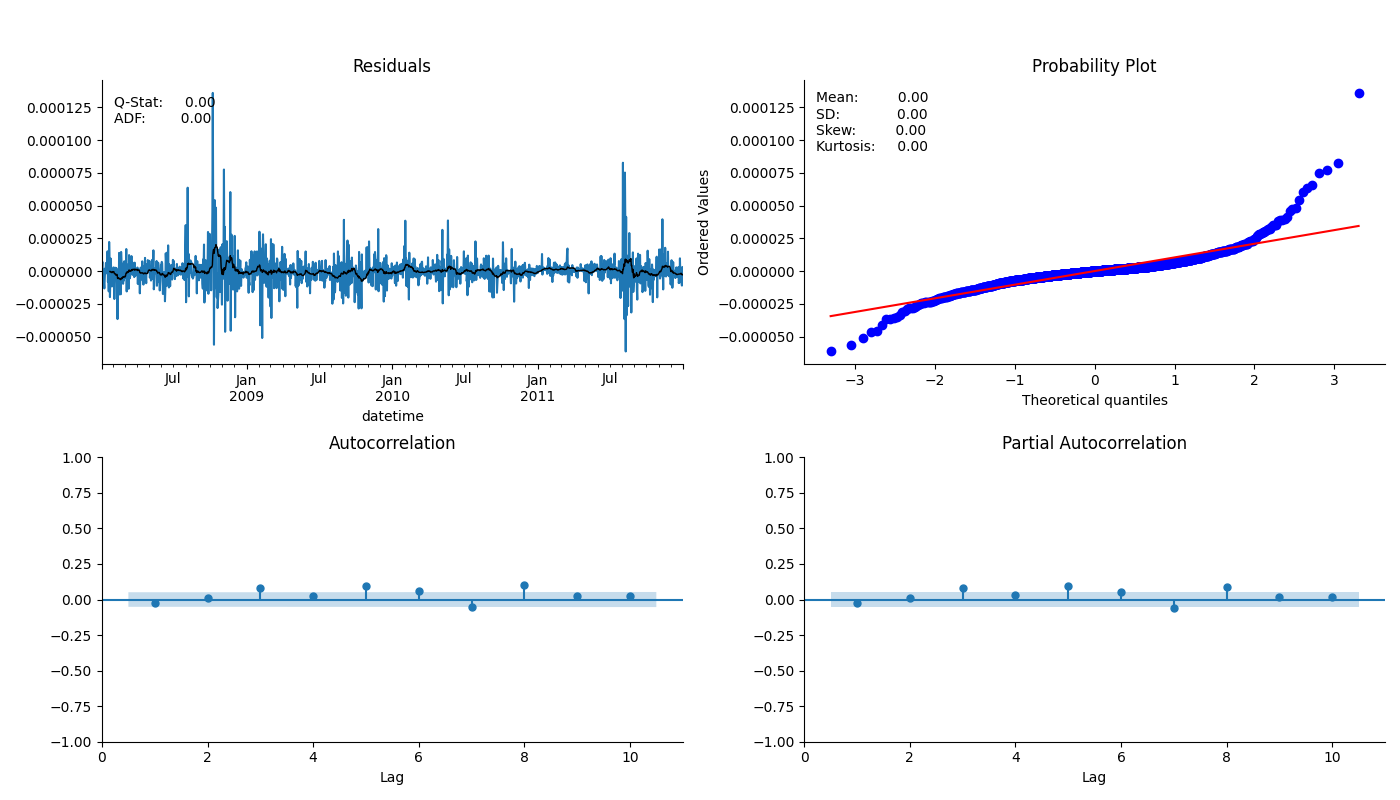 Residuals
Q-Stat: 0.00
ADF: 0.00
0.000125
0.000100
0.000075
0.000050
0.000025
0.000000
−0.000025
−0.000050
Jul
Jan
2009
Jul
Jan
2010
Jul
Jan
2011
Jul
datetime
Probability Plot
Mean: 0.00
SD: 0.00
Skew: 0.00
Kurtosis: 0.00
Ordered Values
0.000125
0.000100
0.000075
0.000050
0.000025
0.000000
−0.000025
−0.000050
−3 −2 −1 0 1 2 3
Theoretical quantiles
Autocorrelation
1.00
0.75
0.50
0.25
0.00
−0.25
−0.50
−0.75
−1.00
0 2 4 6 8 10
Lag
Partial Autocorrelation
1.00
0.75
0.50
0.25
0.00
−0.25
−0.50
−0.75
−1.00
0 2 4 6 8 10
Lag